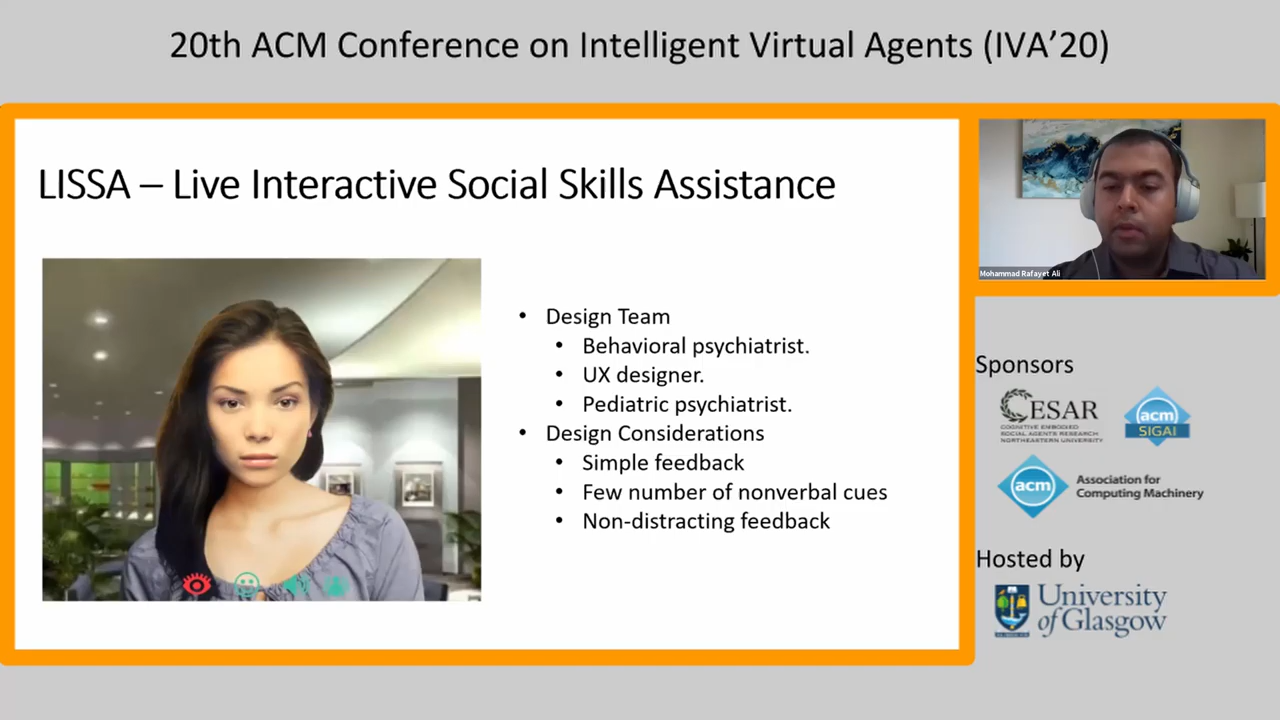 20th ACM Conference on Intelligent Virtual Agents (IVA'20)
LISSA – Live Interactive Social Skills Assistance
• Design Team
• Behavioral psychiatrist.
• UX designer.
• Pediatric psychiatrist.
• Design Considerations
• Simple feedback
• Few number of nonverbal cues
• Non-distracting feedback
Mohammad Rafayet Ali
Sponsors
CESAR
COGNITIVE EMBODIED
SOCIAL AGENTS RESEARCH
NORTHEASTERN UNIVERSITY
acm
SIGAI
acm
Association for
Computing Machinery
Hosted by
University
of Glasgow